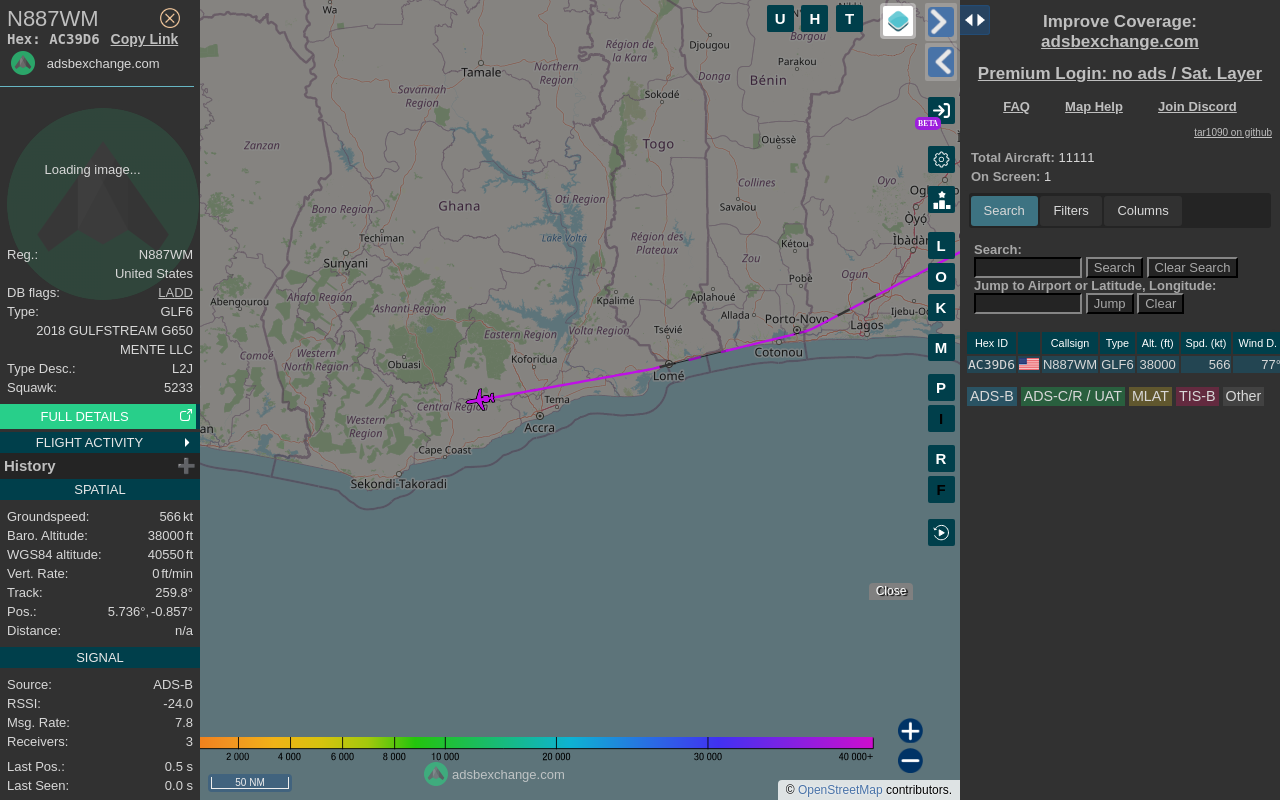 N887WM
Hex: AC39D6 Copy Link
adsbexchange.com
Loading image...
Reg.: N887WM
United States
DB flags: LADD
Type: GLF6
2018 GULFSTREAM G650
MENTE LLC
Type Desc.: L2J
Squawk: 5233
FULL DETAILS
FLIGHT ACTIVITY
History
SPATIAL
Groundspeed: 566 kt
Baro. Altitude: 38000 ft
WGS84 altitude: 40550 ft
Vert. Rate: 0 ft/min
Track: 259.8°
Pos.: 5.736°, -0.857°
Distance: n/a
SIGNAL
Source: ADS-B
RSSI: -24.0
Msg. Rate: 7.8
Receivers: 3
Last Pos.: 0.5 s
Last Seen: 0.0 s
Wa
Tamale
Savannah
Region
Northern
Region
Région de
la Kara
Djougou
Borgou
Parakou
Donga
Bénin
Sokodé
Zanzan
Togo
Ouèssè
Collines
Savalou
Oyo
Oti Region
Bono Region
Ghana
Techiman
Lake Volta
Région des
Plateaux
Kétou
Zou
Sunyani
Ahafo Region
Abengourou
Ashanti Region
Kpalimé
Aplahoué
Pobè
Ogun
Allada
Porto-Novo
Lagos
Eastern Region
Volta Region
Tsévié
Cotonou
Comoé
Western
North Region
Obuasi
Koforidua
Lomé
Central Region
Tema
Western
Region
Accra
Cape Coast
Sekondi-Takoradi
U H T
BETA
L
O
K
M
P
I
R
F
Close
2 000 4 000 6 000 8 000 10 000 20 000 30 000 40 000+
50 NM
adsbexchange.com
© OpenStreetMap contributors.
Improve Coverage:
adsbexchange.com
Premium Login: no ads / Sat. Layer
FAQ Map Help Join Discord
tar1090 on github
Total Aircraft: 11111
On Screen: 1
Search Filters Columns
Search:
Search Clear Search
Jump to Airport or Latitude, Longitude:
Jump Clear
Hex ID Callsign Type Alt. (ft) Spd. (kt) Wind D.
AC39D6 N887WM GLF6 38000 566 77°
ADS-B ADS-C/R / UAT MLAT TIS-B Other